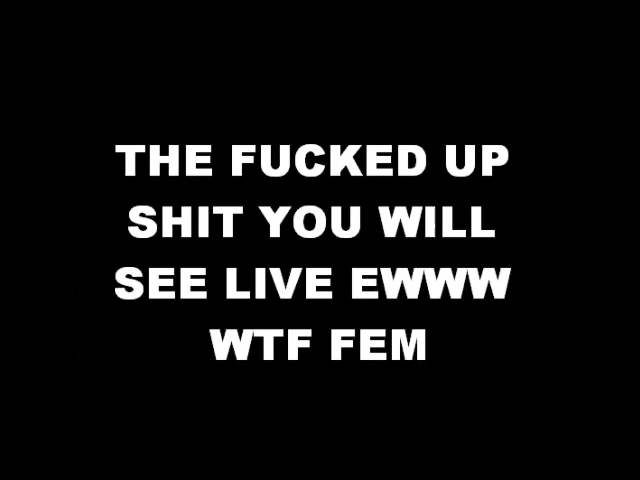 THE FUCKED UP
SHIT YOU WILL
SEE LIVE EWWW
WTF FEM